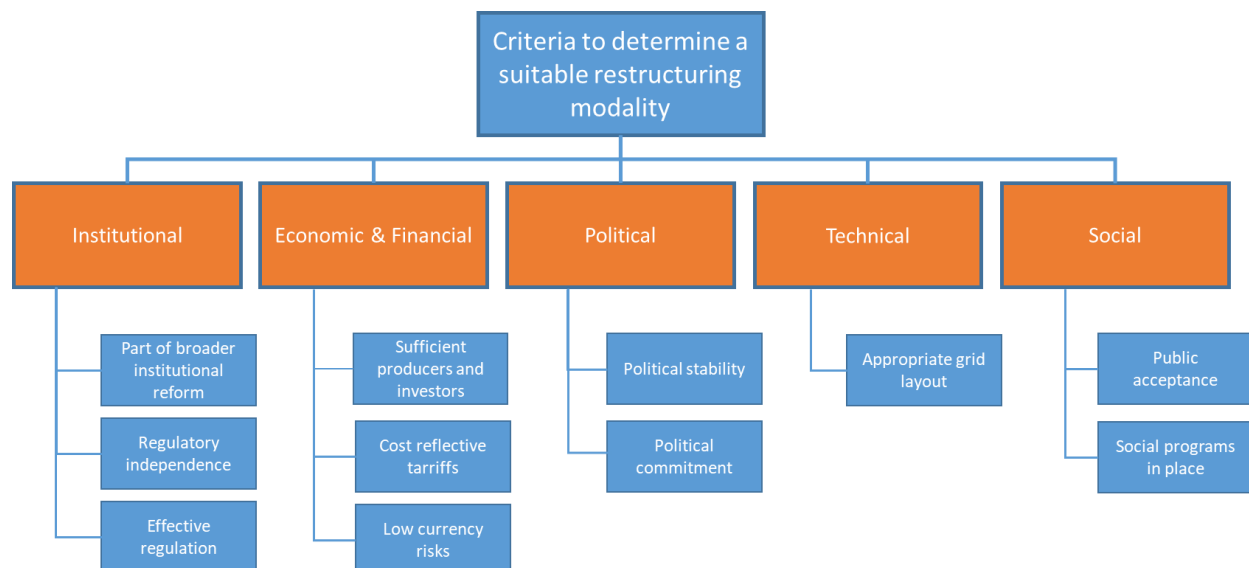 Criteria to determine a
suitable restructuring
modality
Institutional
Economic & Financial
Political
Technical
Social
Part of broader
institutional
reform
Regulatory
independence
Effective
regulation
Sufficient
producers and
investors
Cost reflective
tarriffs
Low currency
risks
Political stability
Political
commitment
Appropriate grid
layout
Public
acceptance
Social programs
in place